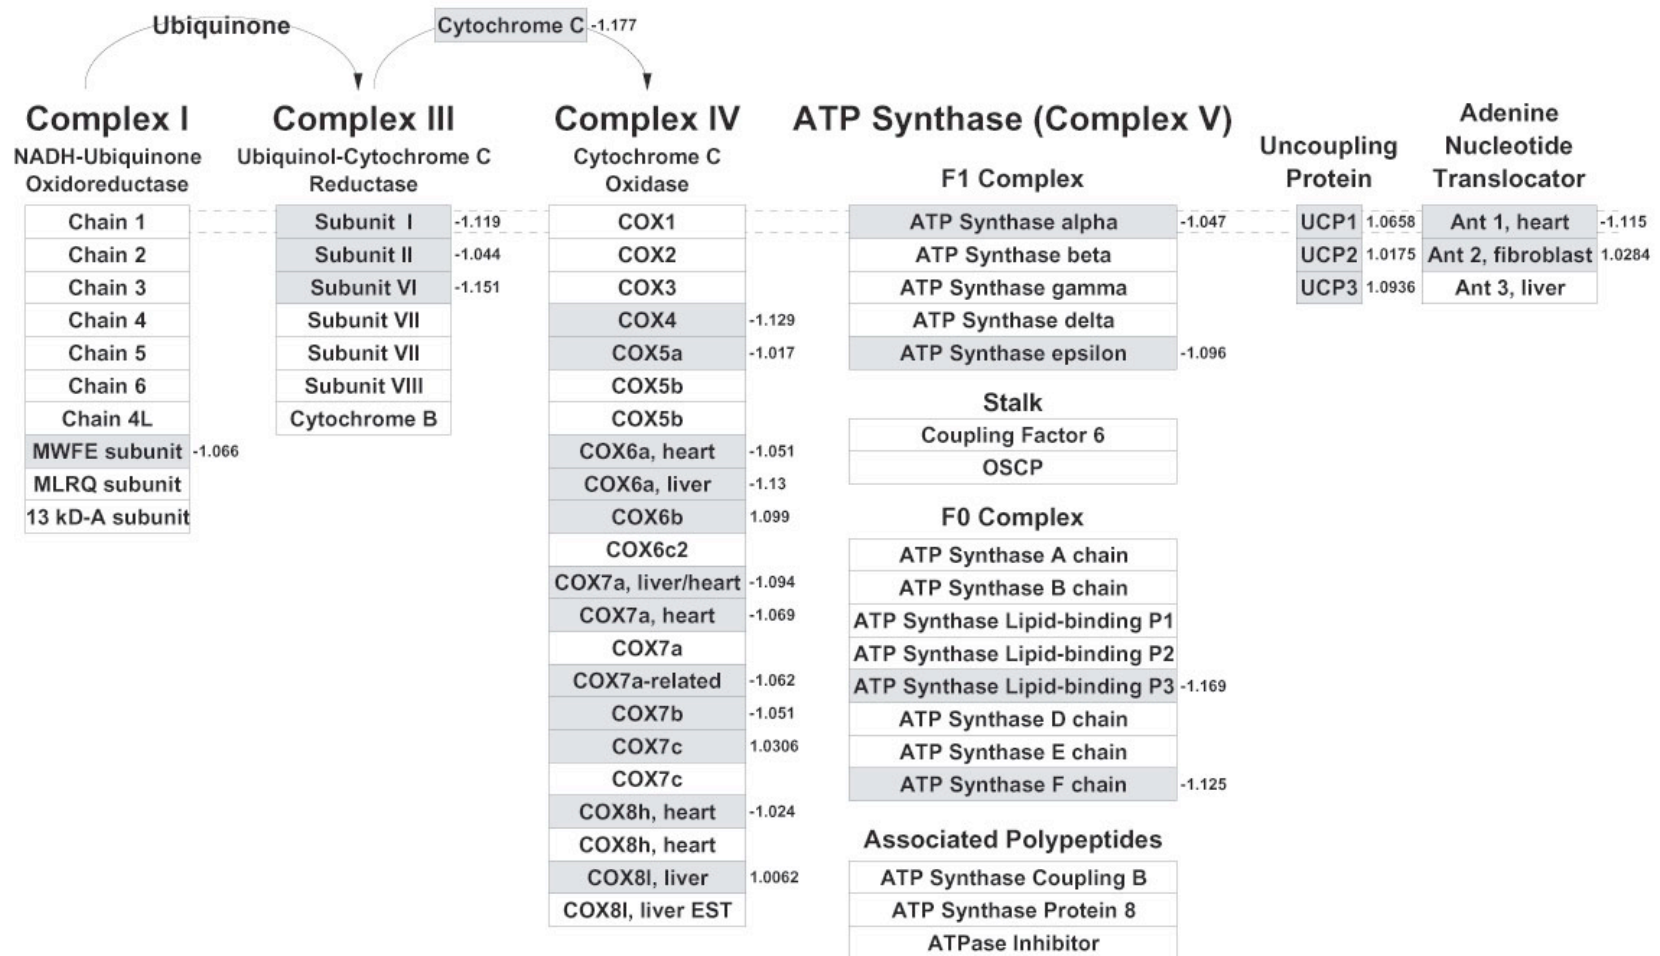 Ubiquinone
Cytochrome C -1.177
Complex I
NADH-Ubiquinone
Oxidoreductase
Chain 1
Chain 2
Chain 3
Chain 4
Chain 5
Chain 6
Chain 4L
MWFE subunit -1.066
MLRQ subunit
13 kD-A subunit
Complex III
Ubiquinol-Cytochrome C
Reductase
Subunit I -1.119
Subunit II -1.044
Subunit VI -1.151
Subunit VII
Subunit VII
Subunit VIII
Cytochrome B
Complex IV
Cytochrome C
Oxidase
COX1
COX2
COX3
COX4 -1.129
COX5a -1.017
COX5b
COX5b
COX6a, heart -1.051
COX6a, liver -1.13
COX6b 1.099
COX6c2
COX7a, liver/heart -1.094
COX7a, heart -1.069
COX7a
COX7a-related -1.062
COX7b -1.051
COX7c 1.0306
COX7c
COX8h, heart -1.024
COX8h, heart
COX8l, liver 1.0062
COX8l, liver EST
ATP Synthase (Complex V)
F1 Complex
ATP Synthase alpha -1.047
ATP Synthase beta
ATP Synthase gamma
ATP Synthase delta
ATP Synthase epsilon -1.096
Stalk
Coupling Factor 6
OSCP
F0 Complex
ATP Synthase A chain
ATP Synthase B chain
ATP Synthase Lipid-binding P1
ATP Synthase Lipid-binding P2
ATP Synthase Lipid-binding P3 -1.169
ATP Synthase D chain
ATP Synthase E chain
ATP Synthase F chain -1.125
Associated Polypeptides
ATP Synthase Coupling B
ATP Synthase Protein 8
ATPase Inhibitor
Uncoupling
Protein
UCP1 1.0658
UCP2 1.0175
UCP3 1.0936
Adenine
Nucleotide
Translocator
Ant 1, heart -1.115
Ant 2, fibroblast 1.0284
Ant 3, liver